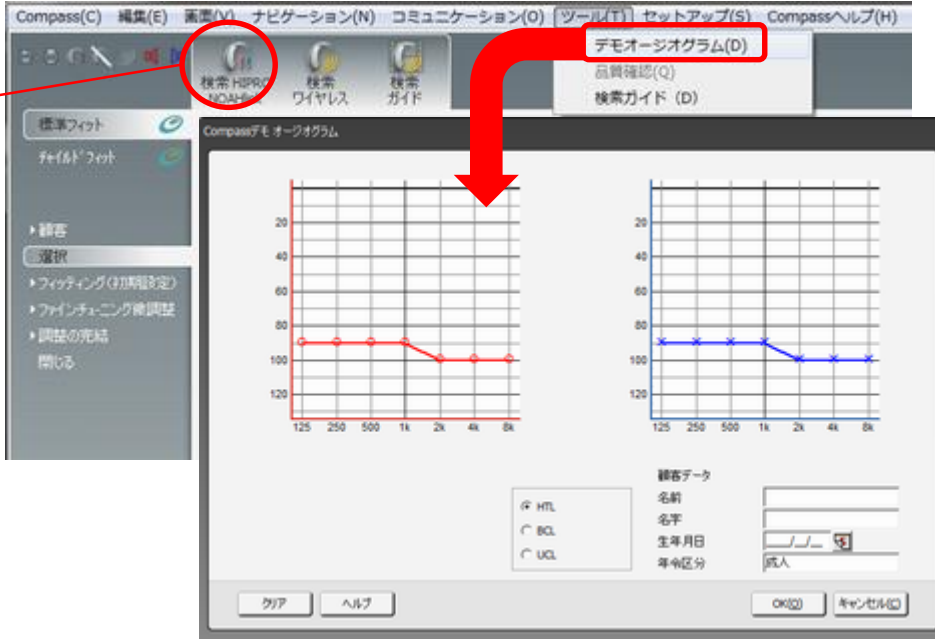 Compass(C) 編集(E) 画面(V) ナビゲーション(N) コミュニケーション(O) ツール(T) セットアップ(S) Compassヘルプ(H)
デモオージオグラム(D)
品質確認(Q)
検索ガイド (D)
検索 HIPRO NOAHlink
検索 ワイヤレス
検索 ガイド
標準フィット
チャイルドフィット
顧客
選択
フィッティング(初期設定)
ファインチューニング微調整
調整の完結
閉じる
Compassデモ オージオグラム
20
40
60
80
100
120
125 250 500 1k 2k 4k 8k
20
40
60
80
100
120
125 250 500 1k 2k 4k 8k
HTL
BCL
UCL
顧客データ
名前
名字
生年月日 __/__/__
年令区分 成人
クリア ヘルプ OK(O) キャンセル(C)